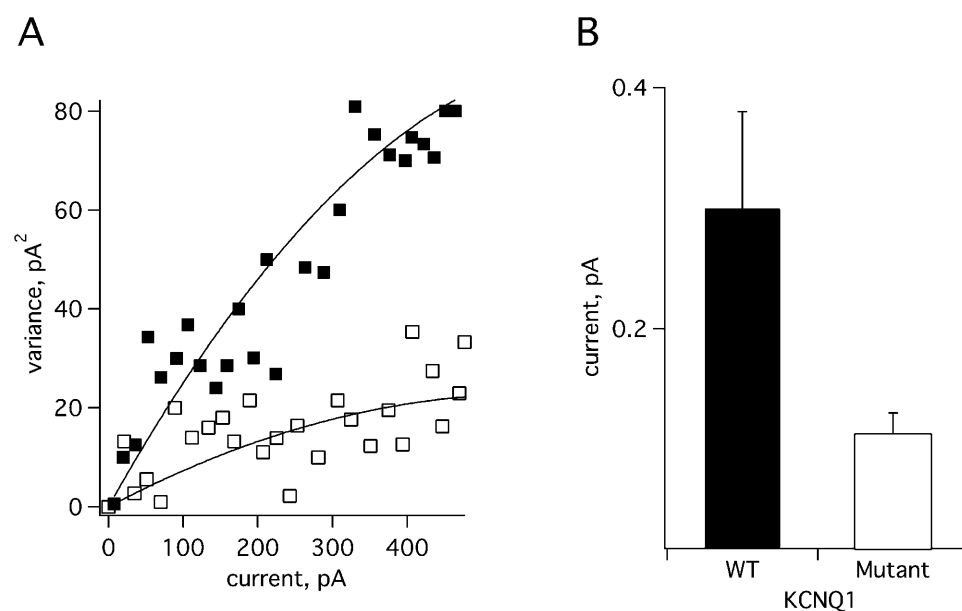 A
B
80
60
40
20
0
variance, pA²
0 100 200 300 400
current, pA
0.4
0.2
current, pA
WT Mutant
KCNQ1